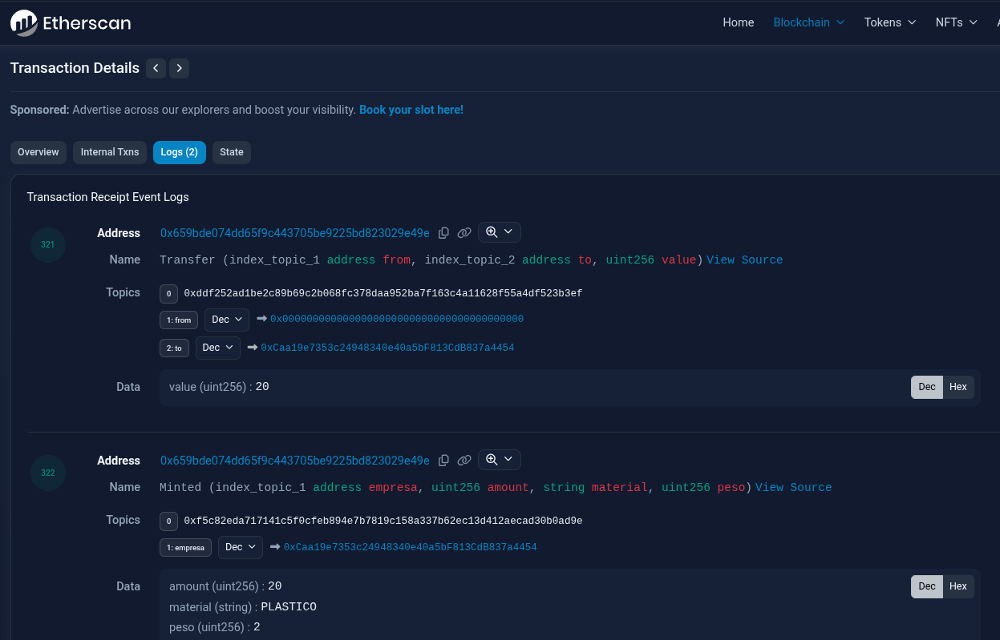 Etherscan
Home Blockchain Tokens NFTs
Transaction Details
Sponsored: Advertise across our explorers and boost your visibility. Book your slot here!
Overview Internal Txns Logs (2) State
Transaction Receipt Event Logs
321
Address 0x659bde074dd65f9c443705be9225bd823029e49e
Name Transfer (index_topic_1 address from, index_topic_2 address to, uint256 value) View Source
Topics 0 0xddf252ad1be2c89b69c2b068fc378daa952ba7f163c4a11628f55a4df523b3ef
1: from Dec 0x0000000000000000000000000000000000000000
2: to Dec 0xCaa19e7353c24948340e40a5bF813CdB837a4454
Data value (uint256) : 20 Dec Hex
322
Address 0x659bde074dd65f9c443705be9225bd823029e49e
Name Minted (index_topic_1 address empresa, uint256 amount, string material, uint256 peso) View Source
Topics 0 0xf5c82eda717141c5f0cfeb894e7b7819c158a337b62ec13d412aecad30b0ad9e
1: empresa Dec 0xCaa19e7353c24948340e40a5bF813CdB837a4454
Data amount (uint256) : 20 Dec Hex
material (string) : PLASTICO
peso (uint256) : 2